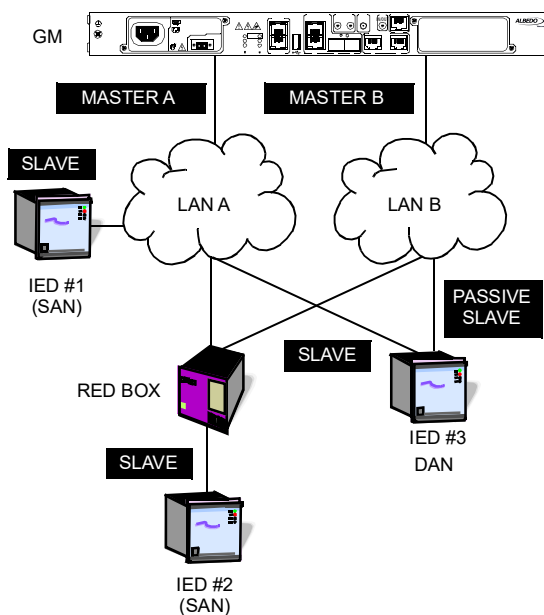 GM
ALBEDO
MASTER A
MASTER B
SLAVE
LAN A
LAN B
IED #1
(SAN)
PASSIVE
SLAVE
SLAVE
RED BOX
IED #3
DAN
SLAVE
IED #2
(SAN)